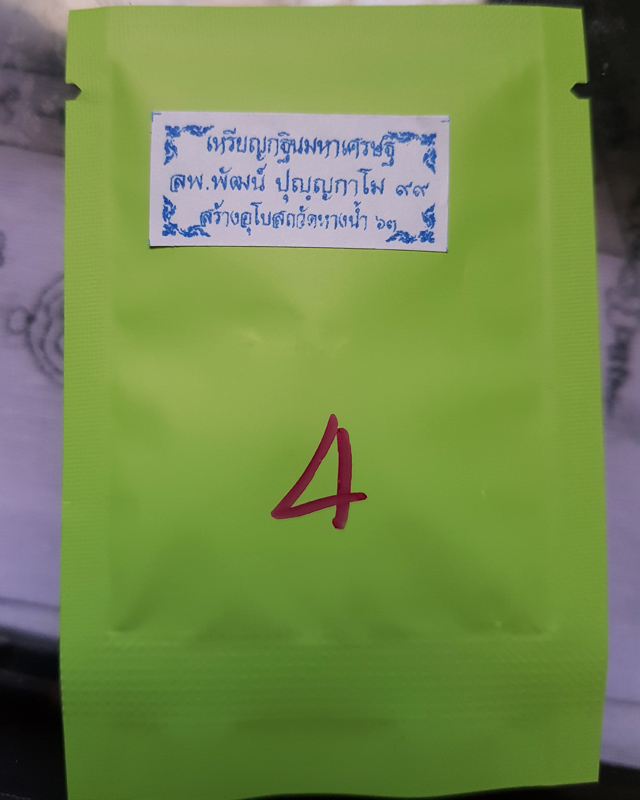 เหรียญกฐินมหาเศรษฐี
ลพ.พัฒน์ ปุญฺญกาโม ๙๙
สร้างอุโบสถวัดหางน้ำ ๖๓
4